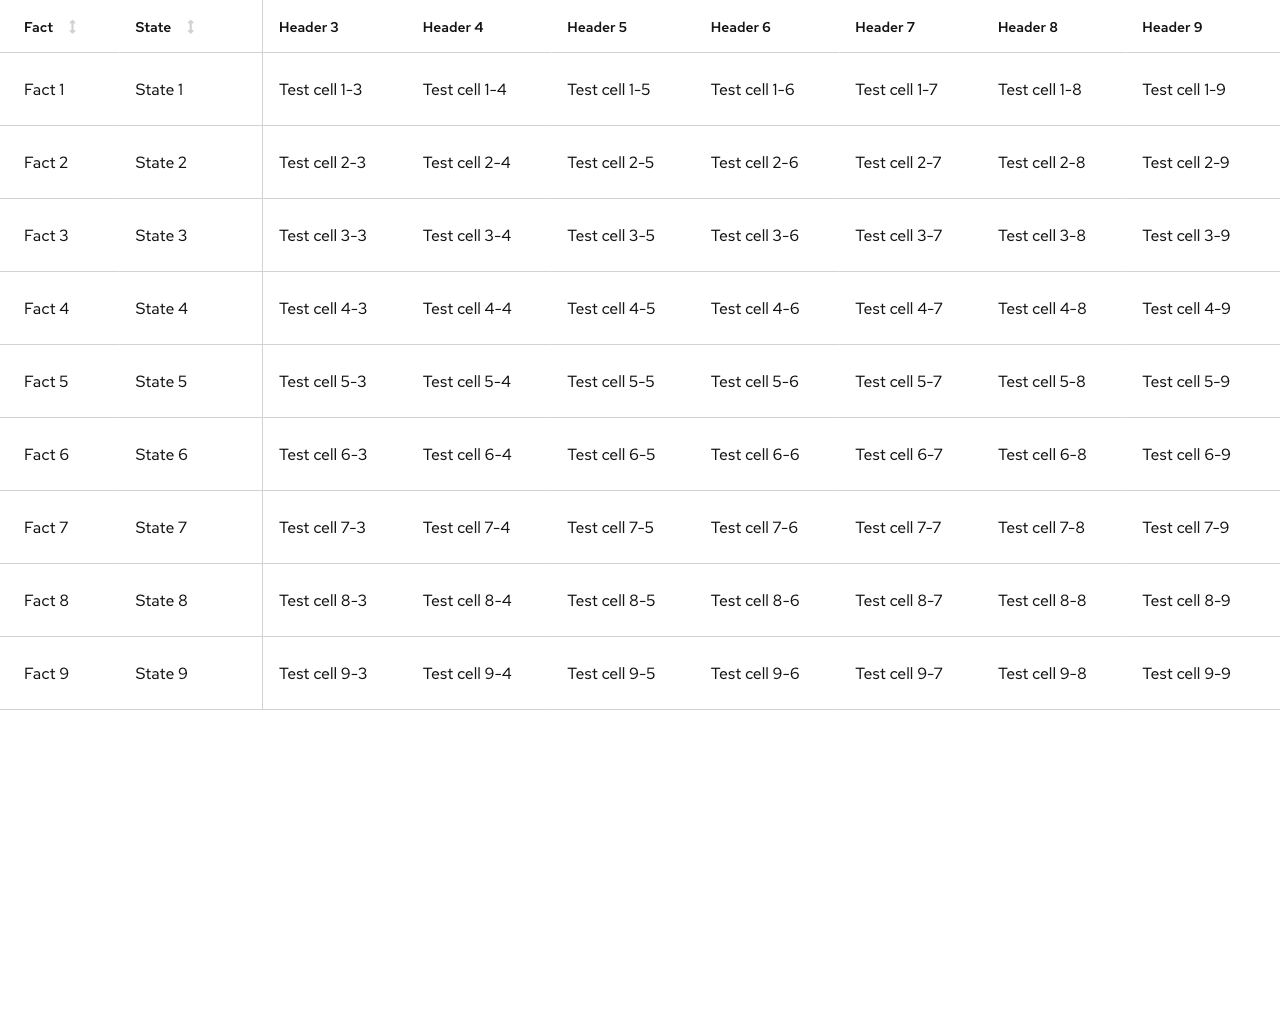 Fact State Header 3 Header 4 Header 5 Header 6 Header 7 Header 8 Header 9
Fact 1 State 1 Test cell 1-3 Test cell 1-4 Test cell 1-5 Test cell 1-6 Test cell 1-7 Test cell 1-8 Test cell 1-9
Fact 2 State 2 Test cell 2-3 Test cell 2-4 Test cell 2-5 Test cell 2-6 Test cell 2-7 Test cell 2-8 Test cell 2-9
Fact 3 State 3 Test cell 3-3 Test cell 3-4 Test cell 3-5 Test cell 3-6 Test cell 3-7 Test cell 3-8 Test cell 3-9
Fact 4 State 4 Test cell 4-3 Test cell 4-4 Test cell 4-5 Test cell 4-6 Test cell 4-7 Test cell 4-8 Test cell 4-9
Fact 5 State 5 Test cell 5-3 Test cell 5-4 Test cell 5-5 Test cell 5-6 Test cell 5-7 Test cell 5-8 Test cell 5-9
Fact 6 State 6 Test cell 6-3 Test cell 6-4 Test cell 6-5 Test cell 6-6 Test cell 6-7 Test cell 6-8 Test cell 6-9
Fact 7 State 7 Test cell 7-3 Test cell 7-4 Test cell 7-5 Test cell 7-6 Test cell 7-7 Test cell 7-8 Test cell 7-9
Fact 8 State 8 Test cell 8-3 Test cell 8-4 Test cell 8-5 Test cell 8-6 Test cell 8-7 Test cell 8-8 Test cell 8-9
Fact 9 State 9 Test cell 9-3 Test cell 9-4 Test cell 9-5 Test cell 9-6 Test cell 9-7 Test cell 9-8 Test cell 9-9